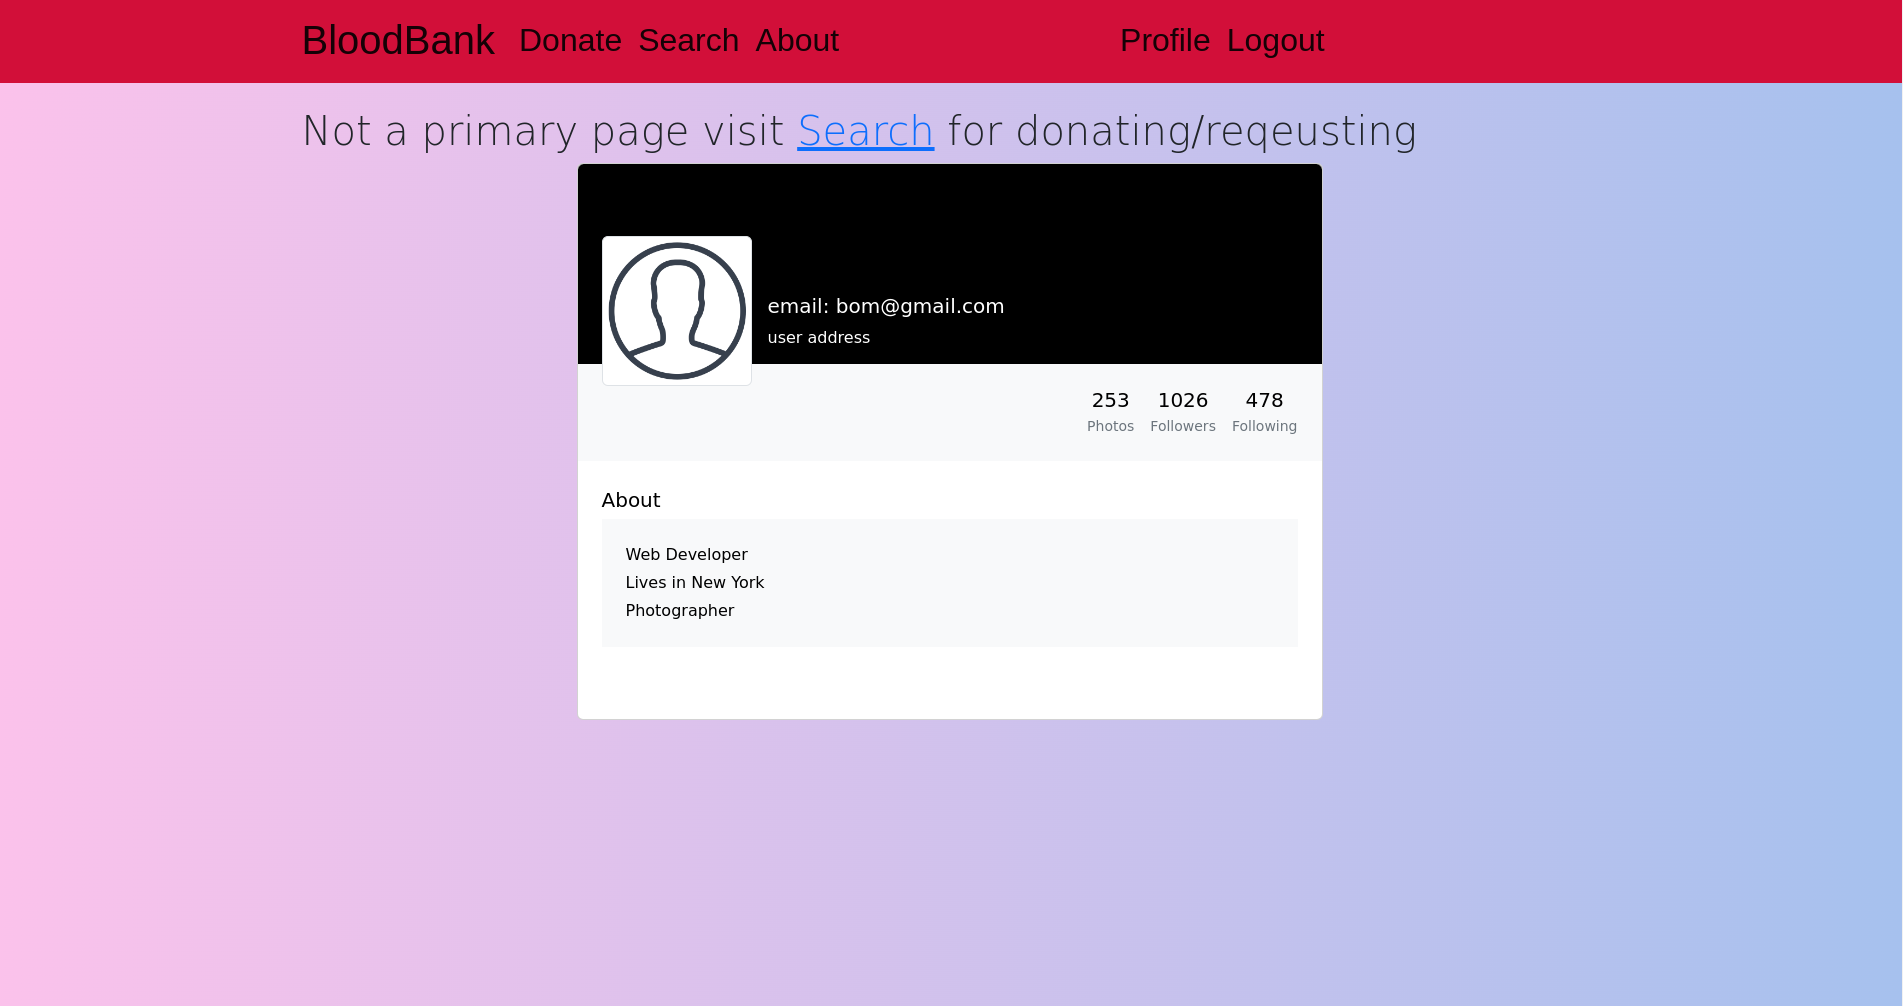 BloodBank Donate Search About Profile Logout
Not a primary page visit Search for donating/reqeusting
email: bom@gmail.com
user address
253 1026 478
Photos Followers Following
About
Web Developer
Lives in New York
Photographer